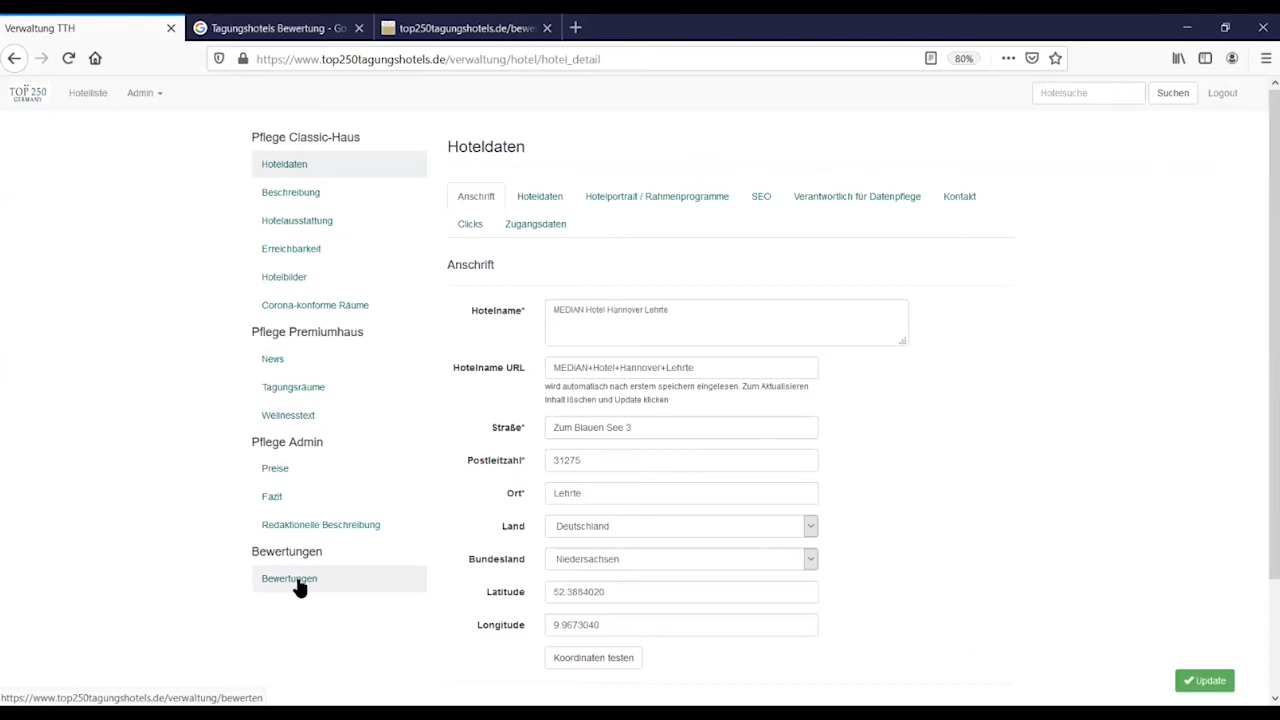 Verwaltung TTH
Tagungshotels Bewertung - Go
top250tagungshotels.de/bewe
https://www.top250tagungshotels.de/verwaltung/hotel/hotel_detail
80%
TOP 250
GERMANY
Hotelliste
Admin
Hotelsuche
Suchen
Logout
Pflege Classic-Haus
Hoteldaten
Beschreibung
Hotelausstattung
Erreichbarkeit
Hotelbilder
Corona-konforme Räume
Pflege Premiumhaus
News
Tagungsräume
Wellnesstext
Pflege Admin
Preise
Fazit
Redaktionelle Beschreibung
Bewertungen
Bewertungen
Hoteldaten
Anschrift
Hoteldaten
Hotelportrait / Rahmenprogramme
SEO
Verantwortlich für Datenpflege
Kontakt
Clicks
Zugangsdaten
Anschrift
Hotelname*
MEDIAN Hotel Hannover Lehrte
Hotelname URL
MEDIAN+Hotel+Hannover+Lehrte
wird automatisch nach erstem speichern eingelesen. Zum Aktualisieren
Inhalt löschen und Update klicken
Straße*
Zum Blauen See 3
Postleitzahl*
31275
Ort*
Lehrte
Land
Deutschland
Bundesland
Niedersachsen
Latitude
52.3884020
Longitude
9.9673040
Koordinaten testen
Update
https://www.top250tagungshotels.de/verwaltung/bewerten